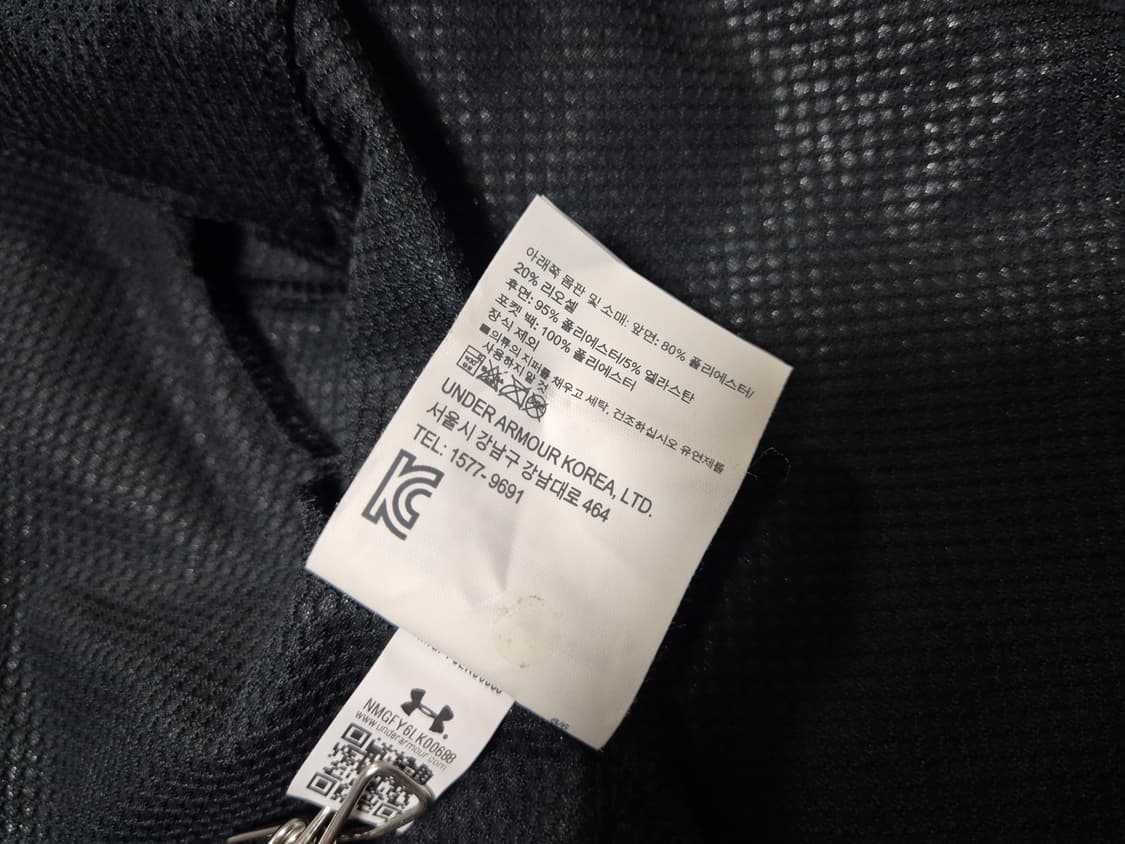 아래쪽 몸판 및 소매: 앞면: 80% 폴리에스터/
20% 리오셀
후면: 95% 폴리에스터/5% 엘라스탄
포켓 백: 100% 폴리에스터
장식 제외
■의류의 지퍼를 채우고 세탁, 건조하십시오 유연제를
사용하지 말 것
UNDER ARMOUR KOREA, LTD.
서울시 강남구 강남대로 464
TEL: 1577-9691
KC
NMGFY6LK00688
www.underarmour.com